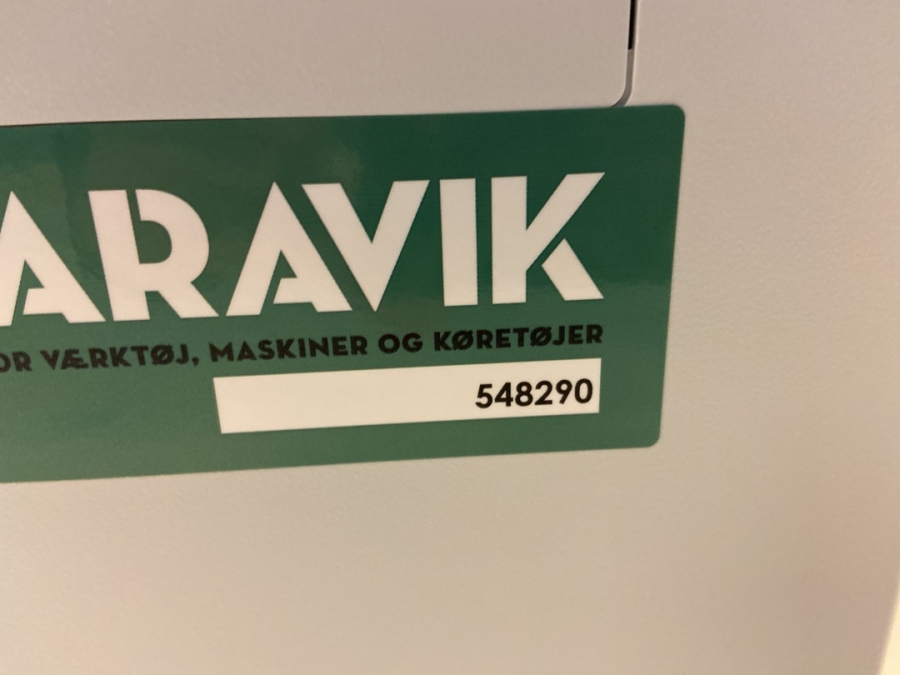 ARAVIK
OR VÆRKTØJ, MASKINER OG KØRETØJER
548290